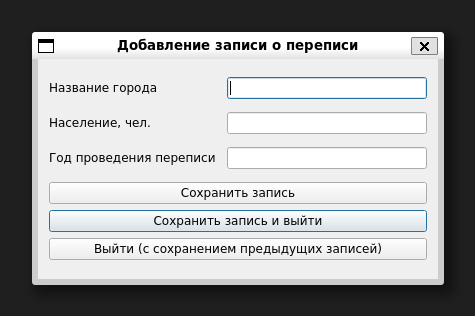 Добавление записи о переписи
Название города
Население, чел.
Год проведения переписи
Сохранить запись
Сохранить запись и выйти
Выйти (с сохранением предыдущих записей)